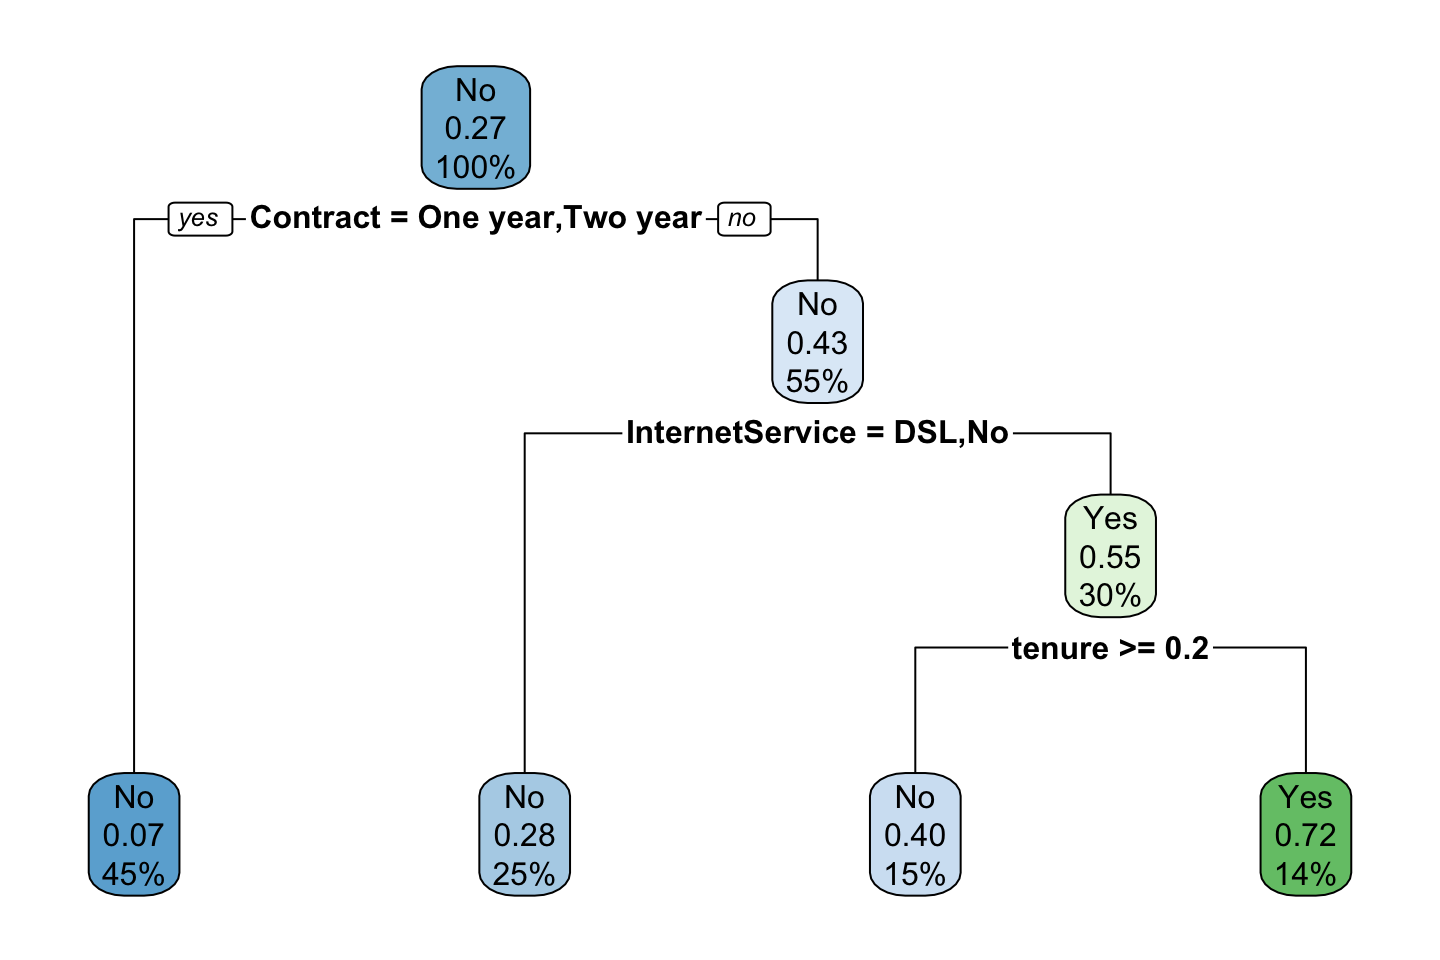 No
0.27
100%
yes Contract = One year,Two year no
No
0.43
55%
InternetService = DSL,No
Yes
0.55
30%
tenure >= 0.2
No
0.07
45%
No
0.28
25%
No
0.40
15%
Yes
0.72
14%